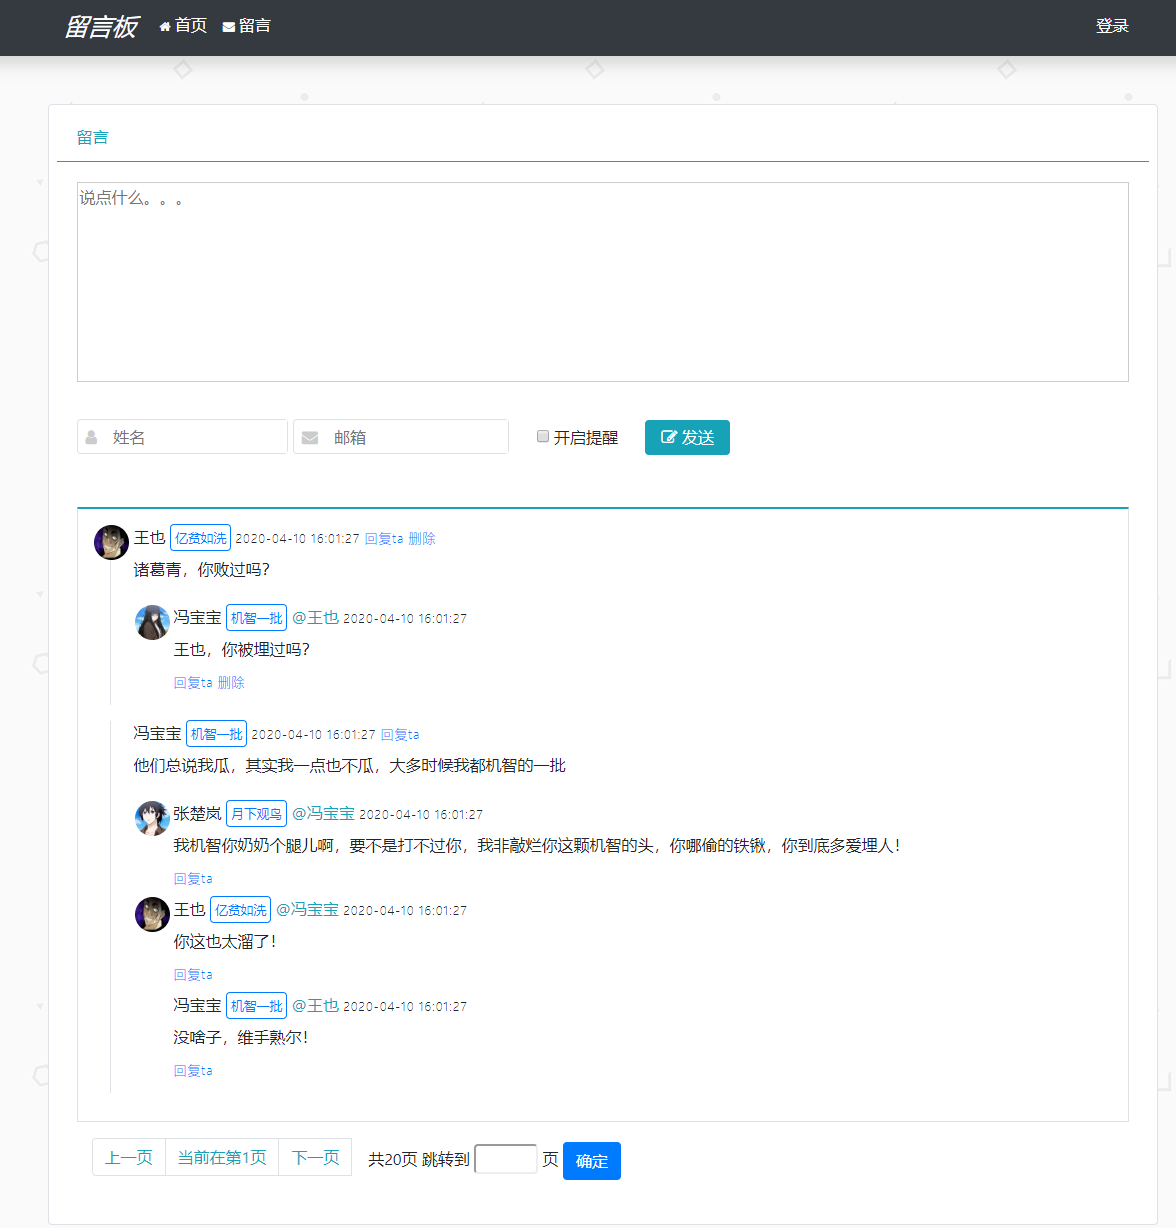 留言板 首页 留言 登录
留言
说点什么。。。
姓名 邮箱 开启提醒 发送
王也 亿贫如洗 2020-04-10 16:01:27 回复ta 删除
诸葛青，你败过吗？
冯宝宝 机智一批 @王也 2020-04-10 16:01:27
王也，你被埋过吗？
回复ta 删除
冯宝宝 机智一批 2020-04-10 16:01:27 回复ta
他们总说我瓜，其实我一点也不瓜，大多时候我都机智的一批
张楚岚 月下观鸟 @冯宝宝 2020-04-10 16:01:27
我机智你奶奶个腿儿啊，要不是打不过你，我非敲烂你这颗机智的头，你哪偷的铁锹，你到底多爱埋人！
回复ta
王也 亿贫如洗 @冯宝宝 2020-04-10 16:01:27
你这也太溜了！
回复ta
冯宝宝 机智一批 @王也 2020-04-10 16:01:27
没啥子，维手熟尔！
回复ta
上一页 当前在第1页 下一页 共20页 跳转到 页 确定